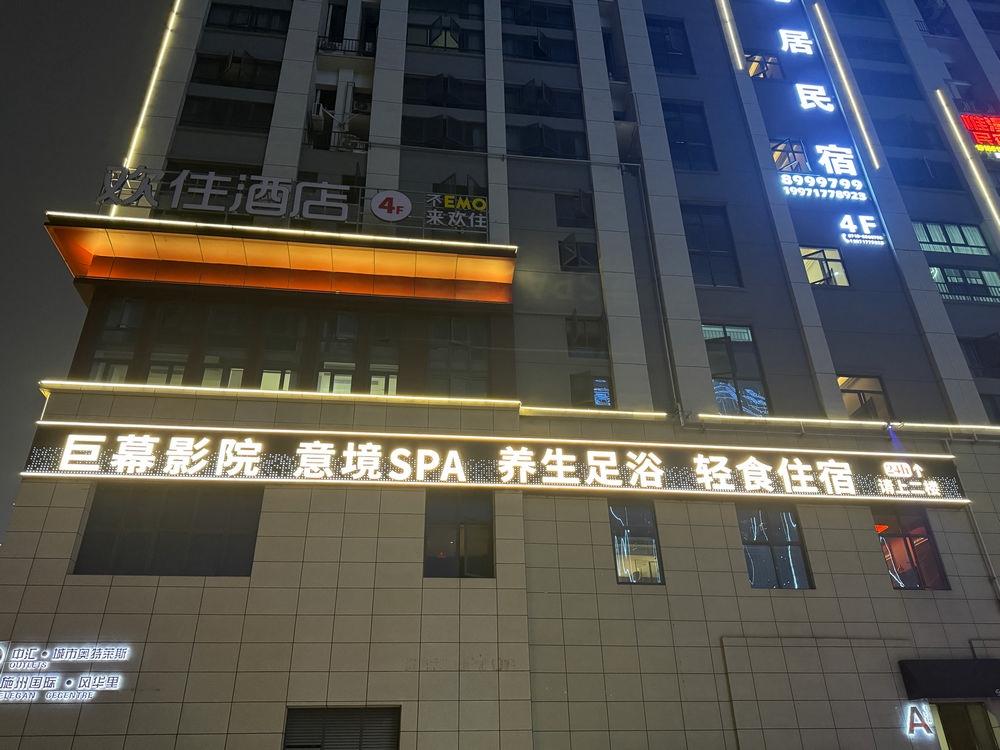 居民宿
8999799
19971778923
4F
欢住酒店 4F
不EMO
来欢住
巨幕影院 意境SPA 养生足浴 轻食住宿
24H
请上二楼
中汇·城市奥特莱斯
OUTLETS
施州国际·风华里
A